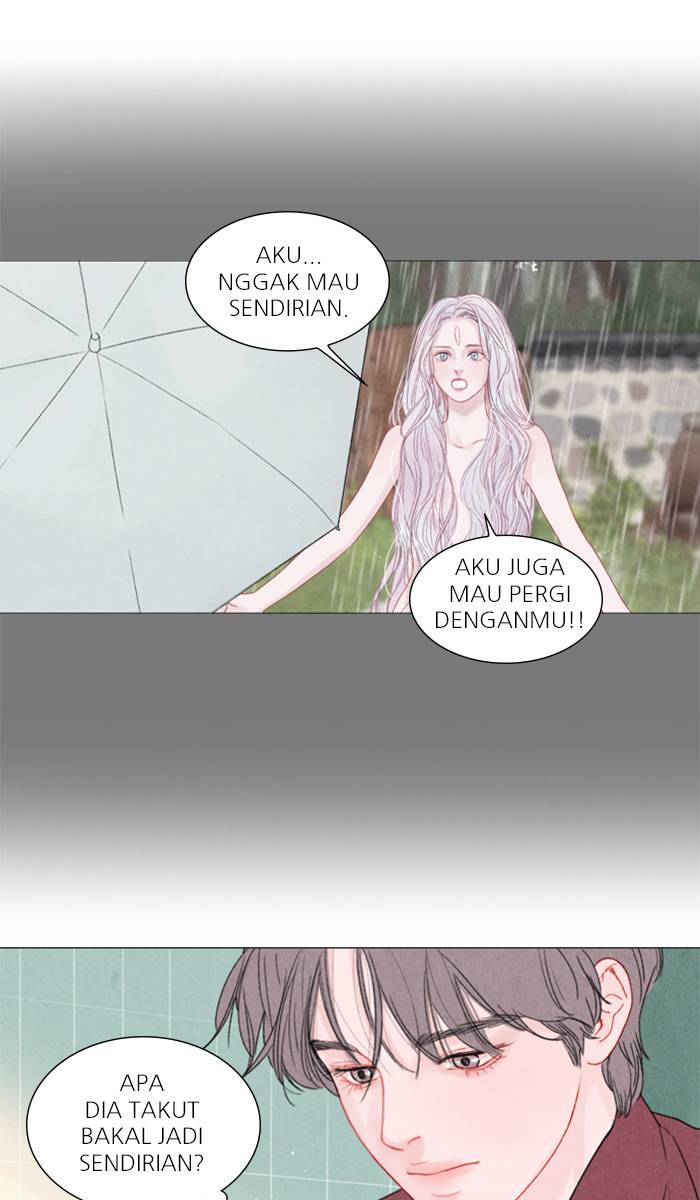 AKU...
NGGAK MAU
SENDIRIAN.
AKU JUGA
MAU PERGI
DENGANMU!!
APA
DIA TAKUT
BAKAL JADI
SENDIRIAN?